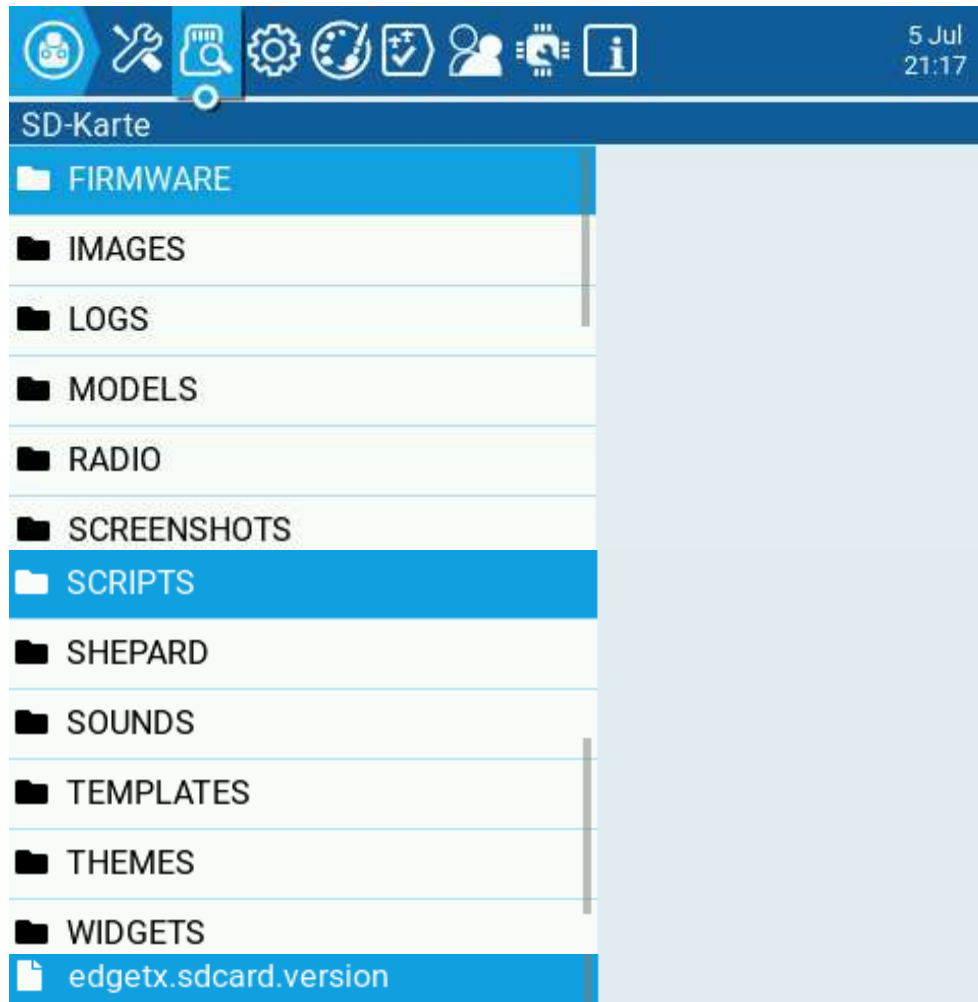 5 Jul
21:17
SD-Karte
FIRMWARE
IMAGES
LOGS
MODELS
RADIO
SCREENSHOTS
SCRIPTS
SHEPARD
SOUNDS
TEMPLATES
THEMES
WIDGETS
edgetx.sdcard.version